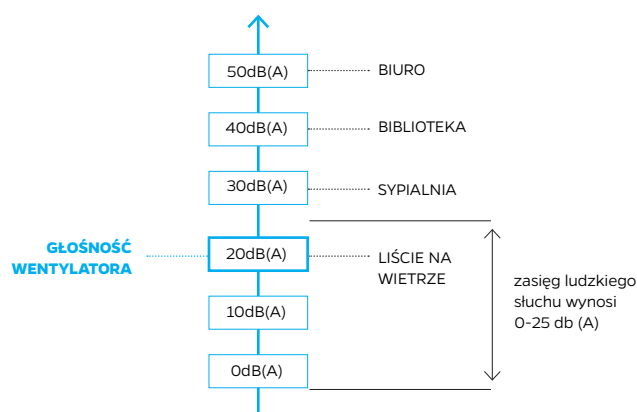 50dB(A) BIURO
40dB(A) BIBLIOTEKA
30dB(A) SYPIALNIA
GŁOŚNOŚĆ
WENTYLATORA
20dB(A)
LIŚCIE NA
WIETRZE
zasięg ludzkiego
słuchu wynosi
0-25 db (A)
10dB(A)
0dB(A)